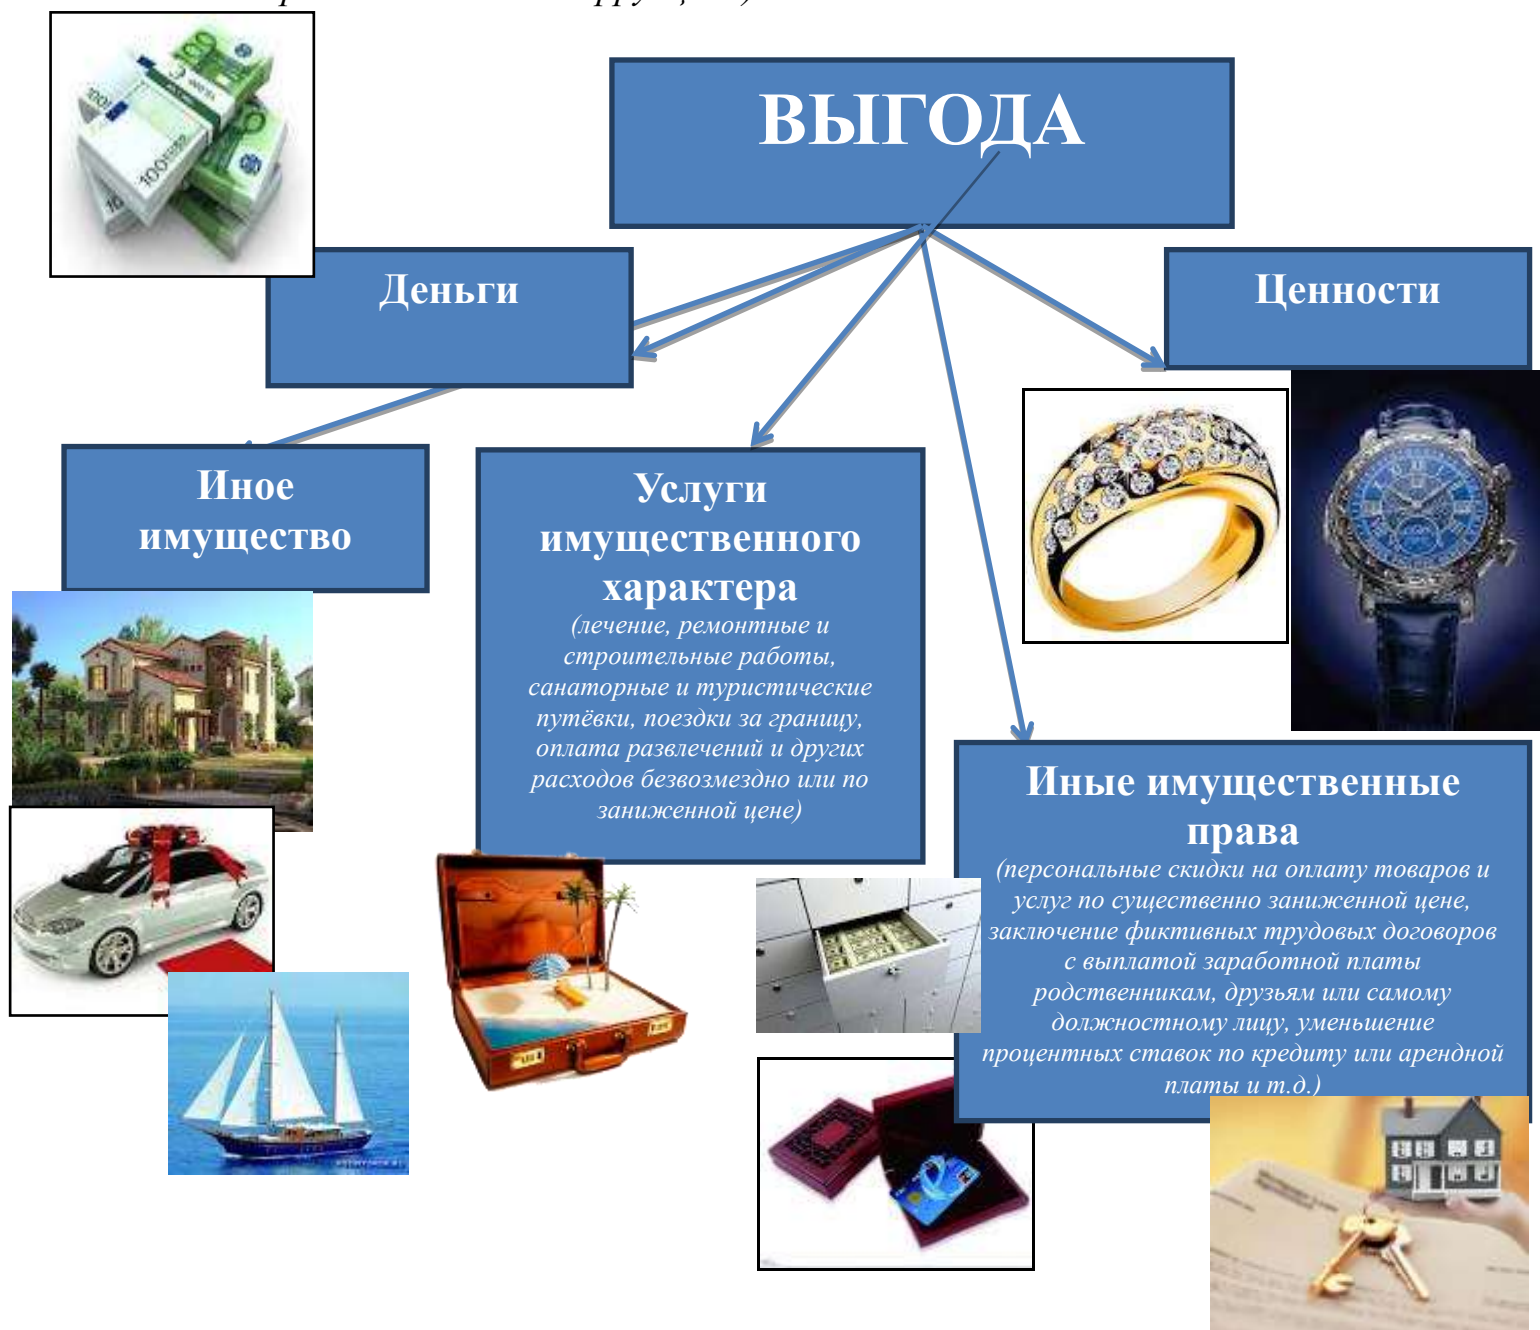 ВЫГОДА
Деньги
Ценности
Иное
имущество
Услуги
имущественного
характера
(лечение, ремонтные и
строительные работы,
санаторные и туристические
путёвки, поездки за границу,
оплата развлечений и других
расходов безвозмездно или по
заниженной цене)
Иные имущественные
права
(персональные скидки на оплату товаров и
услуг по существенно заниженной цене,
заключение фиктивных трудовых договоров
с выплатой заработной платы
родственникам, друзьям или самому
должностному лицу, уменьшение
процентных ставок по кредиту или арендной
платы и т.д.)
100
100
100